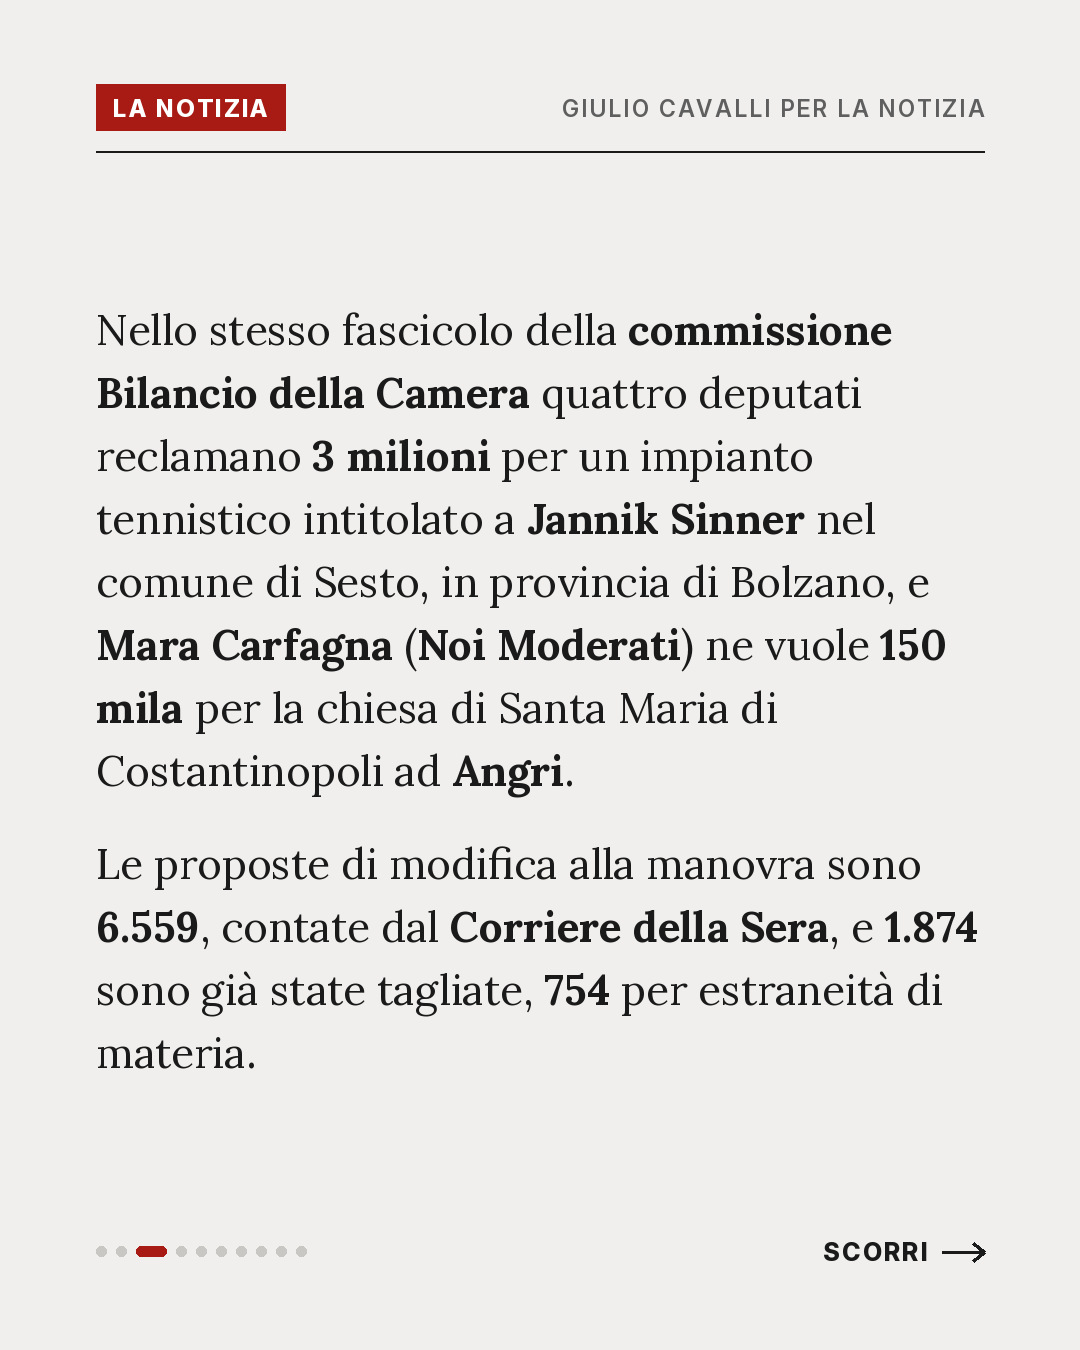 LA NOTIZIA
GIULIO CAVALLI PER LA NOTIZIA
Nello stesso fascicolo della commissione
Bilancio della Camera quattro deputati
reclamano 3 milioni per un impianto
tennistico intitolato a Jannik Sinner nel
comune di Sesto, in provincia di Bolzano, e
Mara Carfagna (Noi Moderati) ne vuole 150
mila per la chiesa di Santa Maria di
Costantinopoli ad Angri.
Le proposte di modifica alla manovra sono
6.559, contate dal Corriere della Sera, e 1.874
sono già state tagliate, 754 per estraneità di
materia.
SCORRI